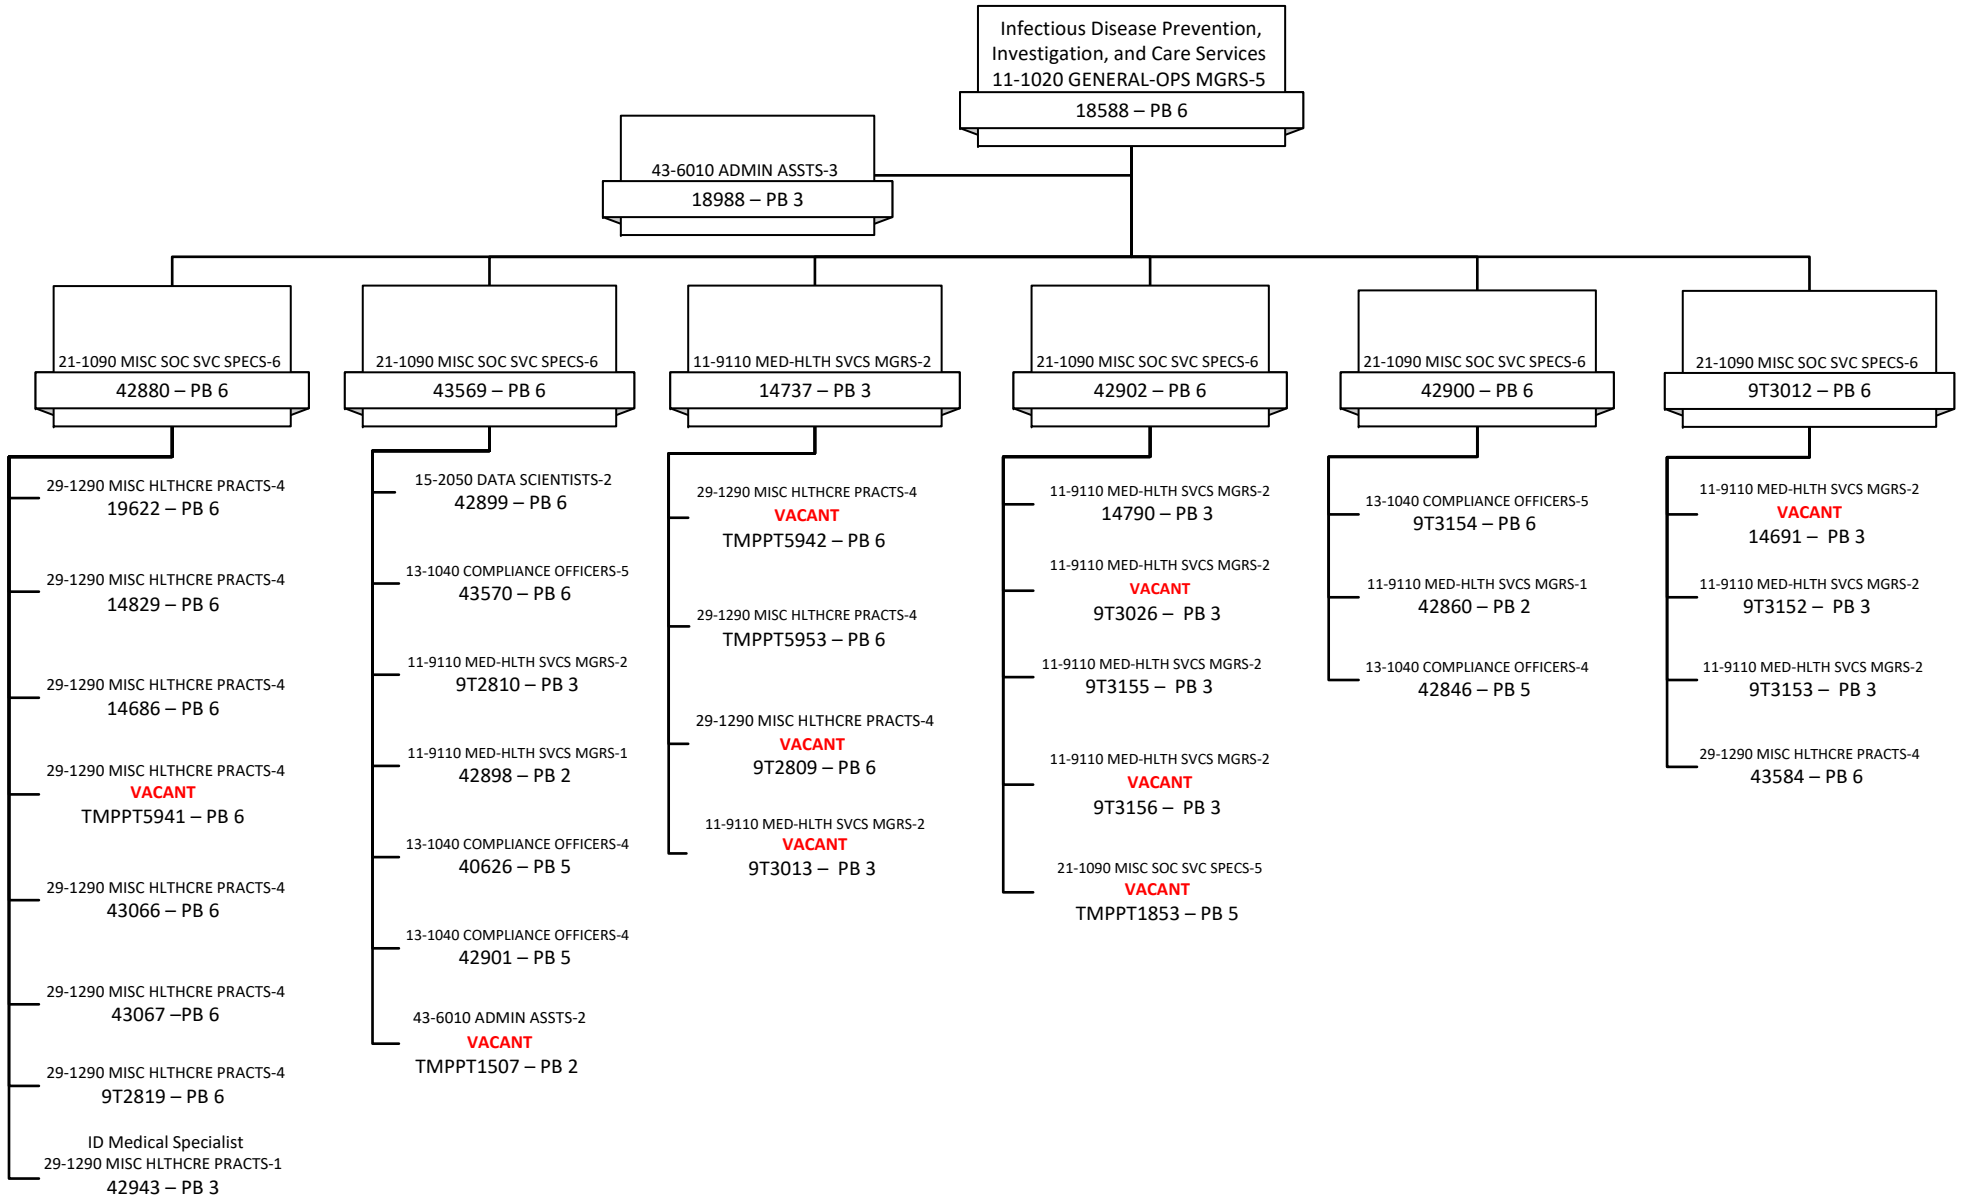 Infectious Disease Prevention,
Investigation, and Care Services
11-1020 GENERAL-OPS MGRS-5
18588 – PB 6
43-6010 ADMIN ASSTS-3
18988 – PB 3
21-1090 MISC SOC SVC SPECS-6
42880 – PB 6
29-1290 MISC HLTHCRE PRACTS-4
19622 – PB 6
29-1290 MISC HLTHCRE PRACTS-4
14829 – PB 6
29-1290 MISC HLTHCRE PRACTS-4
14686 – PB 6
29-1290 MISC HLTHCRE PRACTS-4
VACANT
TMPPT5941 – PB 6
29-1290 MISC HLTHCRE PRACTS-4
43066 – PB 6
29-1290 MISC HLTHCRE PRACTS-4
43067 –PB 6
29-1290 MISC HLTHCRE PRACTS-4
9T2819 – PB 6
ID Medical Specialist
29-1290 MISC HLTHCRE PRACTS-1
42943 – PB 3
21-1090 MISC SOC SVC SPECS-6
43569 – PB 6
15-2050 DATA SCIENTISTS-2
42899 – PB 6
13-1040 COMPLIANCE OFFICERS-5
43570 – PB 6
11-9110 MED-HLTH SVCS MGRS-2
9T2810 – PB 3
11-9110 MED-HLTH SVCS MGRS-1
42898 – PB 2
13-1040 COMPLIANCE OFFICERS-4
40626 – PB 5
13-1040 COMPLIANCE OFFICERS-4
42901 – PB 5
43-6010 ADMIN ASSTS-2
VACANT
TMPPT1507 – PB 2
11-9110 MED-HLTH SVCS MGRS-2
14737 – PB 3
29-1290 MISC HLTHCRE PRACTS-4
VACANT
TMPPT5942 – PB 6
29-1290 MISC HLTHCRE PRACTS-4
TMPPT5953 – PB 6
29-1290 MISC HLTHCRE PRACTS-4
VACANT
9T2809 – PB 6
11-9110 MED-HLTH SVCS MGRS-2
VACANT
9T3013 – PB 3
21-1090 MISC SOC SVC SPECS-6
42902 – PB 6
11-9110 MED-HLTH SVCS MGRS-2
14790 – PB 3
11-9110 MED-HLTH SVCS MGRS-2
VACANT
9T3026 – PB 3
11-9110 MED-HLTH SVCS MGRS-2
9T3155 – PB 3
11-9110 MED-HLTH SVCS MGRS-2
VACANT
9T3156 – PB 3
21-1090 MISC SOC SVC SPECS-5
VACANT
TMPPT1853 – PB 5
21-1090 MISC SOC SVC SPECS-6
42900 – PB 6
13-1040 COMPLIANCE OFFICERS-5
9T3154 – PB 6
11-9110 MED-HLTH SVCS MGRS-1
42860 – PB 2
13-1040 COMPLIANCE OFFICERS-4
42846 – PB 5
21-1090 MISC SOC SVC SPECS-6
9T3012 – PB 6
11-9110 MED-HLTH SVCS MGRS-2
VACANT
14691 – PB 3
11-9110 MED-HLTH SVCS MGRS-2
9T3152 – PB 3
11-9110 MED-HLTH SVCS MGRS-2
9T3153 – PB 3
29-1290 MISC HLTHCRE PRACTS-4
43584 – PB 6